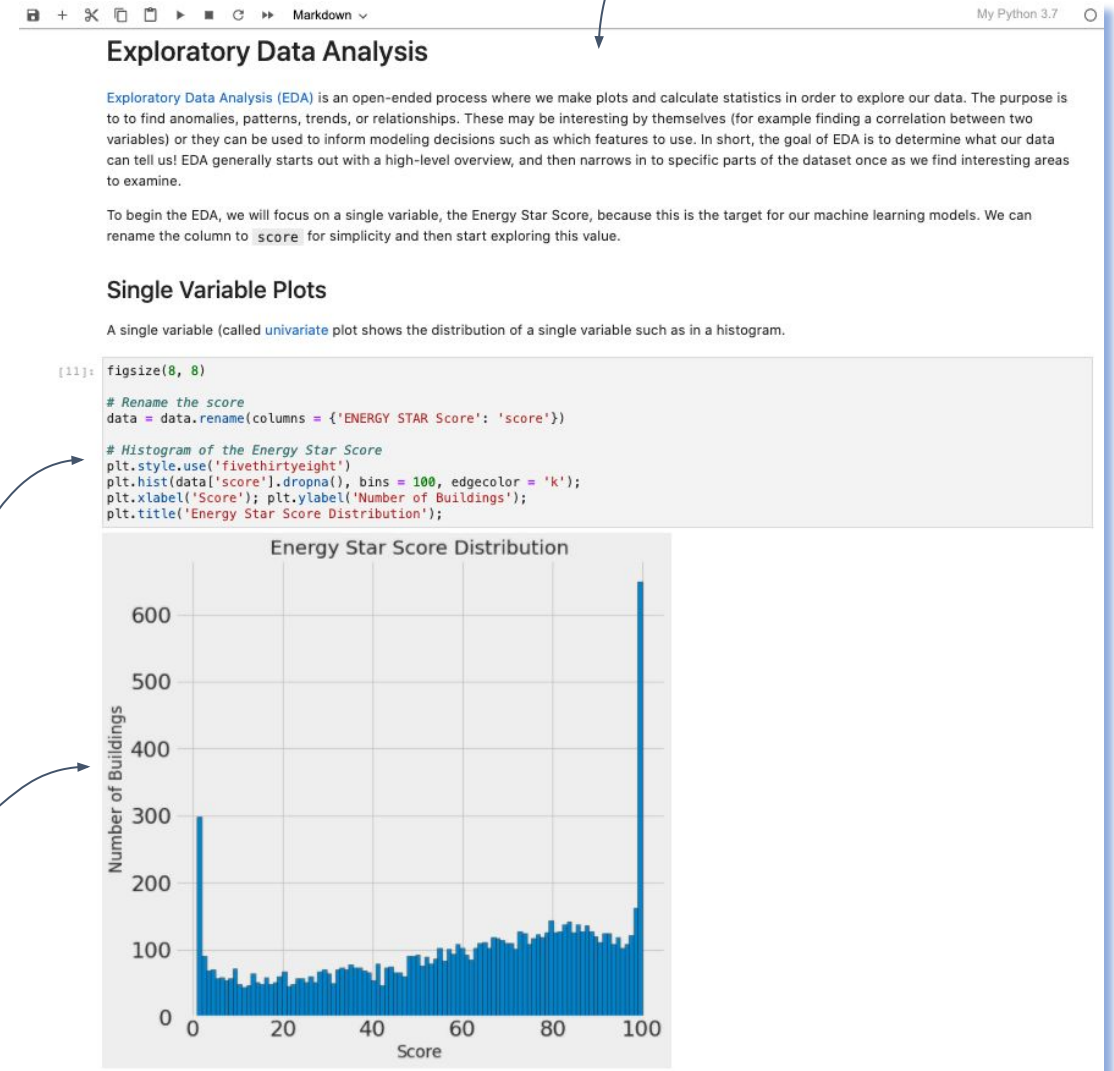 Markdown
My Python 3.7
Exploratory Data Analysis
Exploratory Data Analysis (EDA) is an open-ended process where we make plots and calculate statistics in order to explore our data. The purpose is
to to find anomalies, patterns, trends, or relationships. These may be interesting by themselves (for example finding a correlation between two
variables) or they can be used to inform modeling decisions such as which features to use. In short, the goal of EDA is to determine what our data
can tell us! EDA generally starts out with a high-level overview, and then narrows in to specific parts of the dataset once as we find interesting areas
to examine.
To begin the EDA, we will focus on a single variable, the Energy Star Score, because this is the target for our machine learning models. We can
rename the column to score for simplicity and then start exploring this value.
Single Variable Plots
A single variable (called univariate plot shows the distribution of a single variable such as in a histogram.
[11]: figsize(8, 8)
# Rename the score
data = data.rename(columns = {'ENERGY STAR Score': 'score'})
# Histogram of the Energy Star Score
plt.style.use('fivethirtyeight')
plt.hist(data['score'].dropna(), bins = 100, edgecolor = 'k');
plt.xlabel('Score'); plt.ylabel('Number of Buildings');
plt.title('Energy Star Score Distribution');
Energy Star Score Distribution
Number of Buildings
600
500
400
300
200
100
0
0 20 40 60 80 100
Score